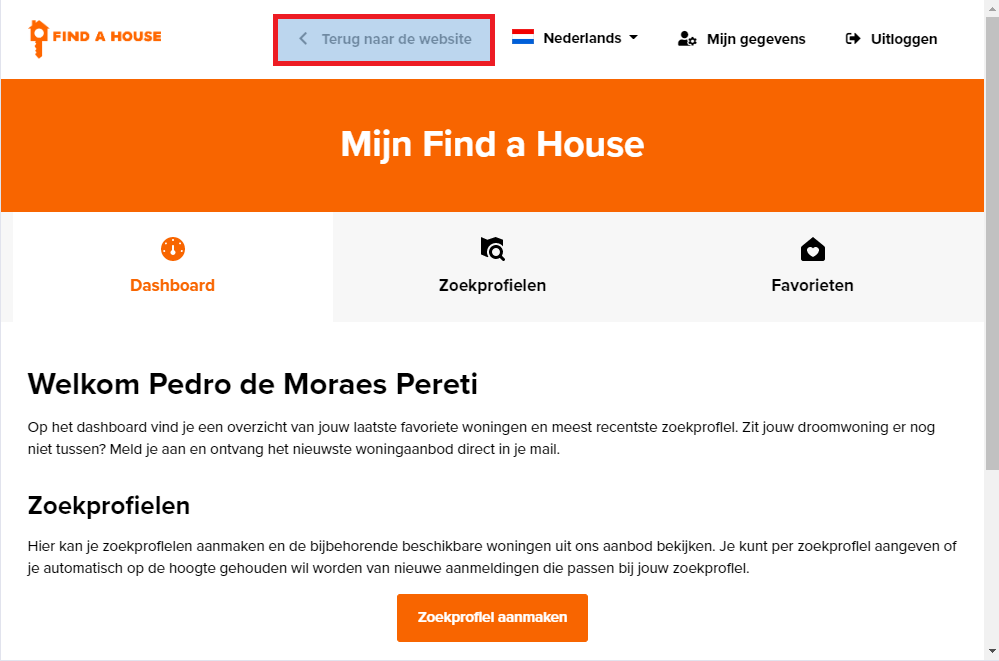 FIND A HOUSE
Terug naar de website
Nederlands
Mijn gegevens
Uitloggen
Mijn Find a House
Dashboard
Zoekprofielen
Favorieten
Welkom Pedro de Moraes Pereti
Op het dashboard vind je een overzicht van jouw laatste favoriete woningen en meest recentste zoekprofiel. Zit jouw droomwoning er nog
niet tussen? Meld je aan en ontvang het nieuwste woningaanbod direct in je mail.
Zoekprofielen
Hier kan je zoekprofielen aanmaken en de bijbehorende beschikbare woningen uit ons aanbod bekijken. Je kunt per zoekprofiel aangeven of
je automatisch op de hoogte gehouden wil worden van nieuwe aanmeldingen die passen bij jouw zoekprofiel.
Zoekprofiel aanmaken